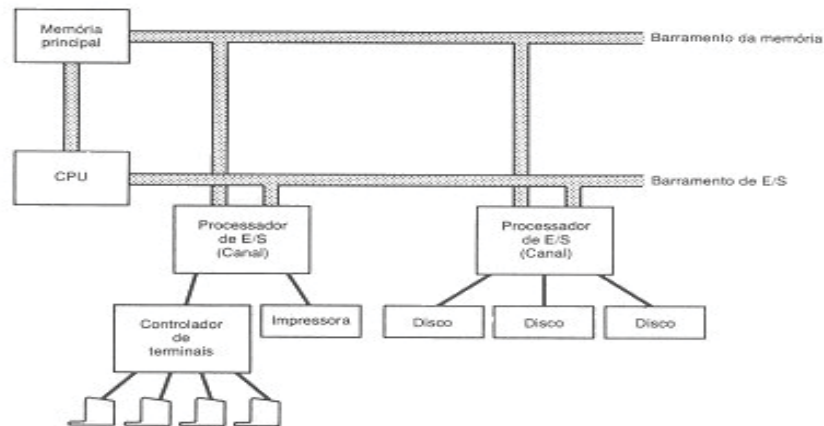 Memória
principal
Barramento da memória
CPU
Barramento de E/S
Processador
de E/S
(Canal)
Processador
de E/S
(Canal)
Controlador
de
terminais
Impressora
Disco
Disco
Disco